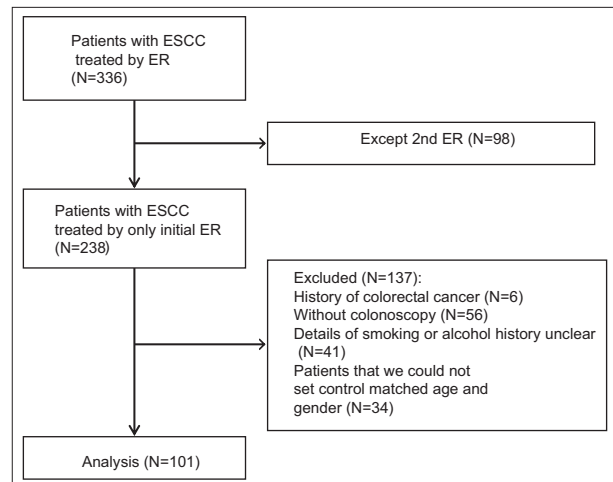 Patients with ESCC
treated by ER
(N=336)
Except 2nd ER (N=98)
Patients with ESCC
treated by only initial ER
(N=238)
Excluded (N=137):
History of colorectal cancer (N=6)
Without colonoscopy (N=56)
Details of smoking or alcohol history unclear
(N=41)
Patients that we could not
set control matched age and
gender (N=34)
Analysis (N=101)